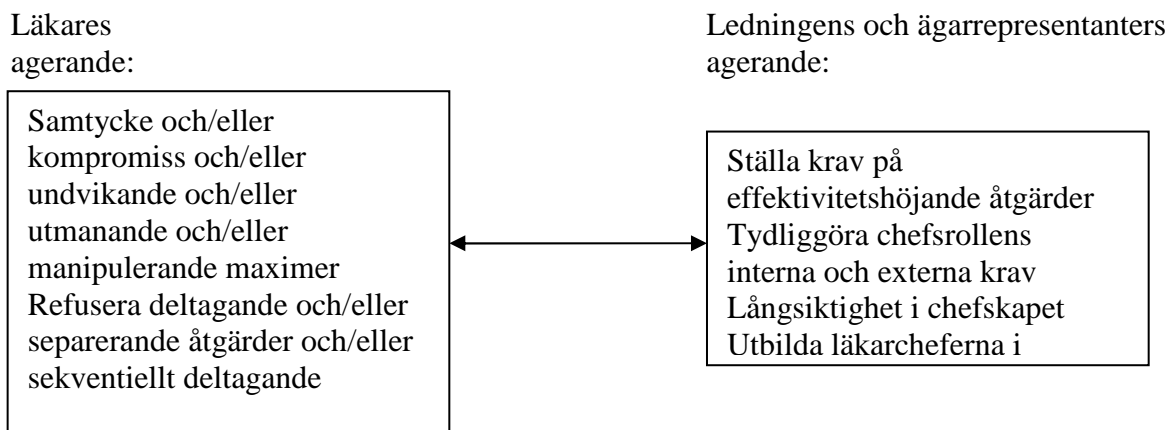 Läkares
agerande:
Samtycke och/eller
kompromiss och/eller
undvikande och/eller
utmanande och/eller
manipulerande maximer
Refusera deltagande och/eller
separerande åtgärder och/eller
sekventiellt deltagande
Ledningens och ägarrepresentanters
agerande:
Ställa krav på
effektivitetshöjande åtgärder
Tydliggöra chefsrollens
interna och externa krav
Långsiktighet i chefskapet
Utbilda läkarcheferna i